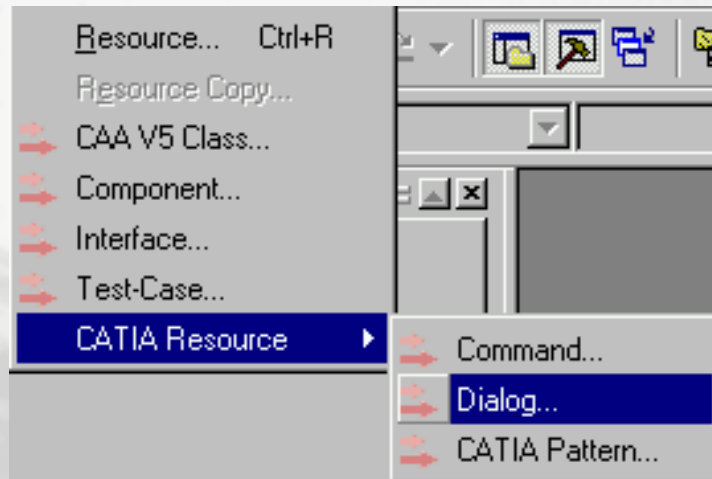 Resource... Ctrl+R
Resource Copy...
CAA V5 Class...
Component...
Interface...
Test-Case...
CATIA Resource
Command...
Dialog...
CATIA Pattern...